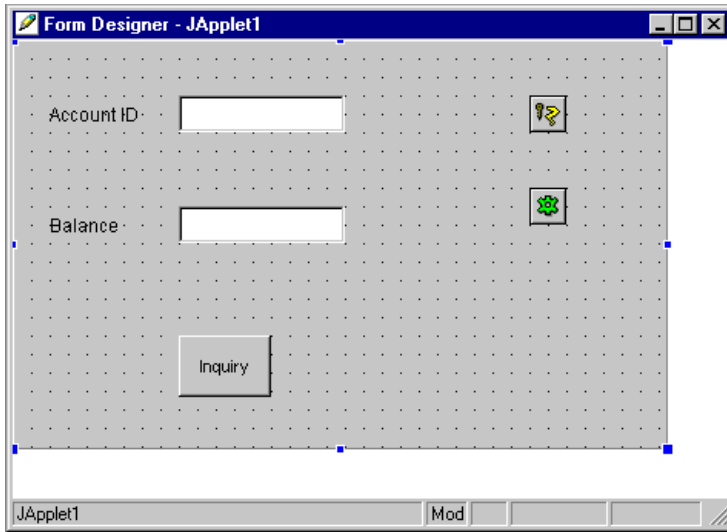 Form Designer - JApplet1
Account ID
Balance
Inquiry
JApplet1
Mod